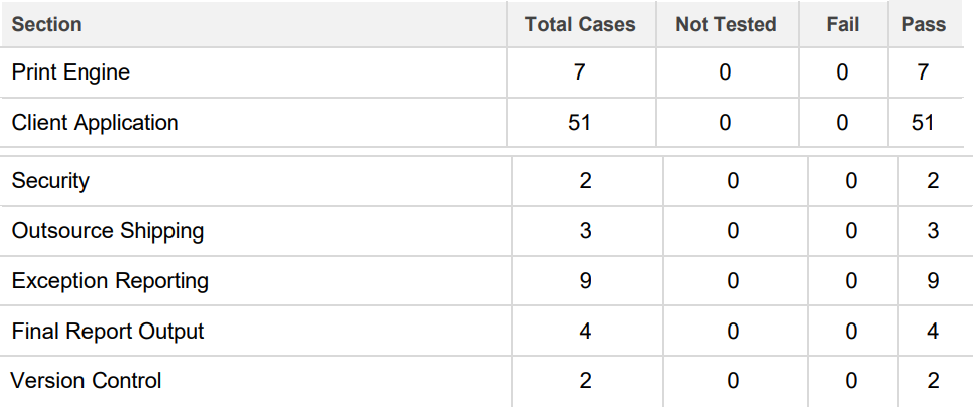 Section Total Cases Not Tested Fail Pass
Print Engine 7 0 0 7
Client Application 51 0 0 51
Security 2 0 0 2
Outsource Shipping 3 0 0 3
Exception Reporting 9 0 0 9
Final Report Output 4 0 0 4
Version Control 2 0 0 2